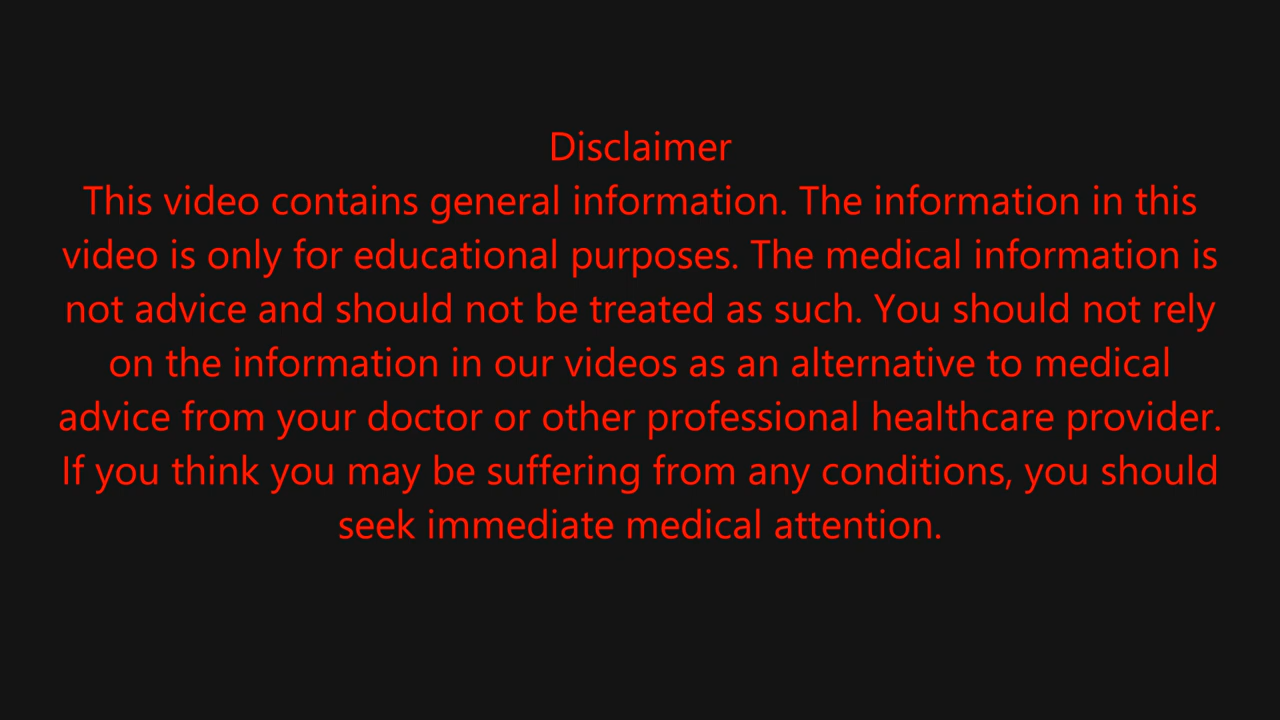 Disclaimer
This video contains general information. The information in this
video is only for educational purposes. The medical information is
not advice and should not be treated as such. You should not rely
on the information in our videos as an alternative to medical
advice from your doctor or other professional healthcare provider.
If you think you may be suffering from any conditions, you should
seek immediate medical attention.